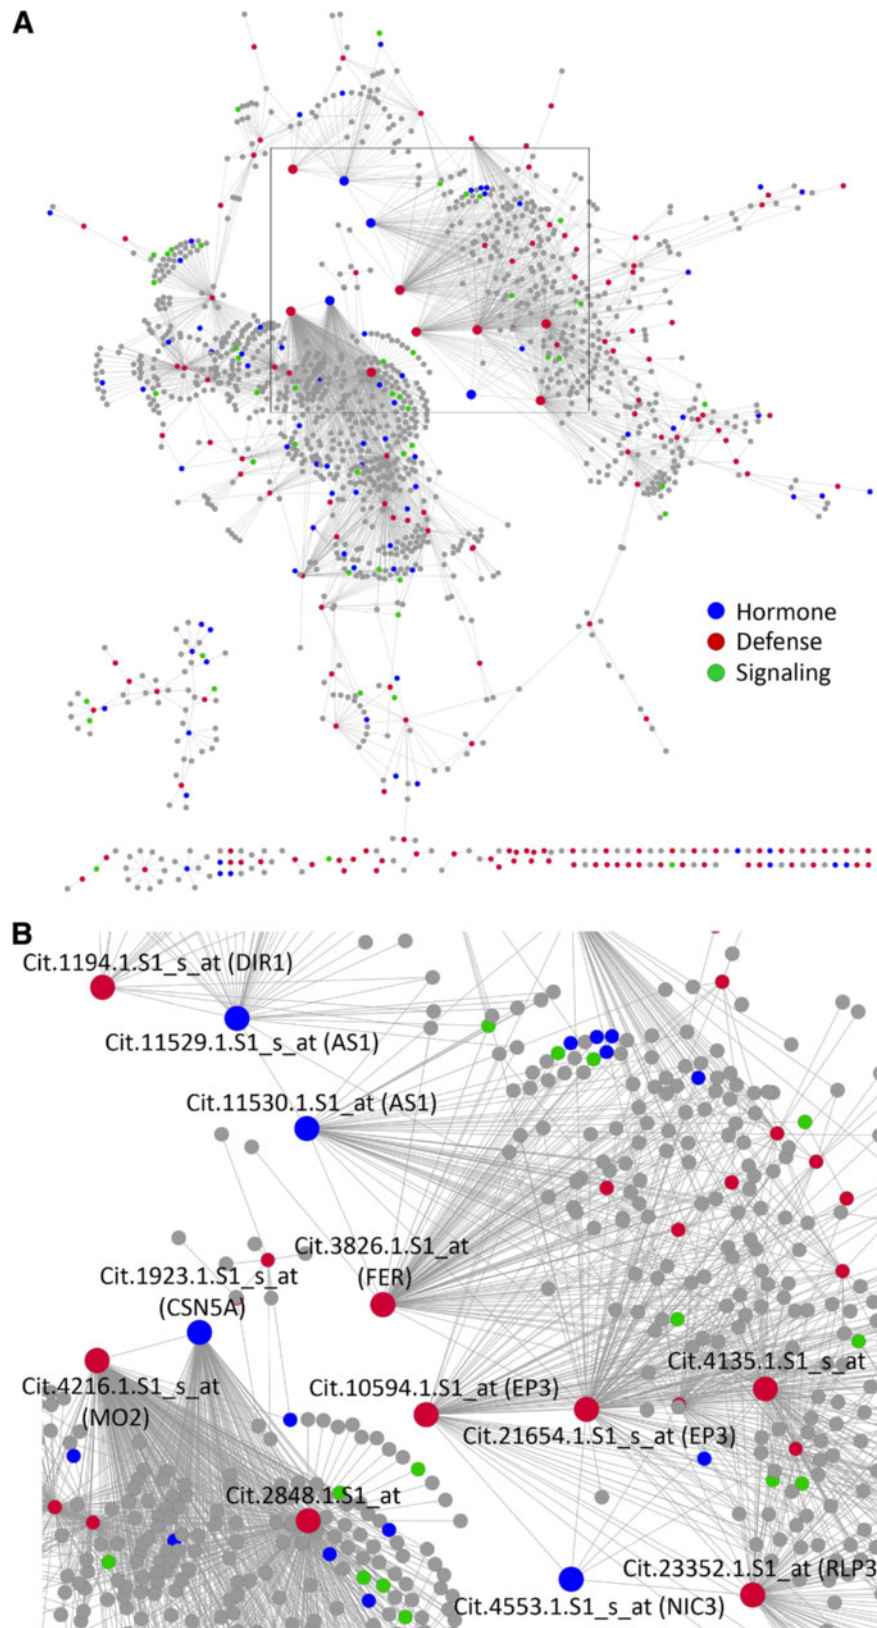 A
Hormone
Defense
Signaling
B
Cit.1194.1.S1_s_at (DIR1)
Cit.11529.1.S1_s_at (AS1)
Cit.11530.1.S1_at (AS1)
Cit.3826.1.S1_at
(FER)
Cit.1923.1.S1_s_at
(CSN5A)
Cit.4216.1.S1_s_at
(MO2)
Cit.10594.1.S1_at (EP3)
Cit.4135.1.S1_s_at
Cit.21654.1.S1_s_at (EP3)
Cit.2848.1.S1_at
Cit.23352.1.S1_at (RLP3
Cit.4553.1.S1_s_at (NIC3)